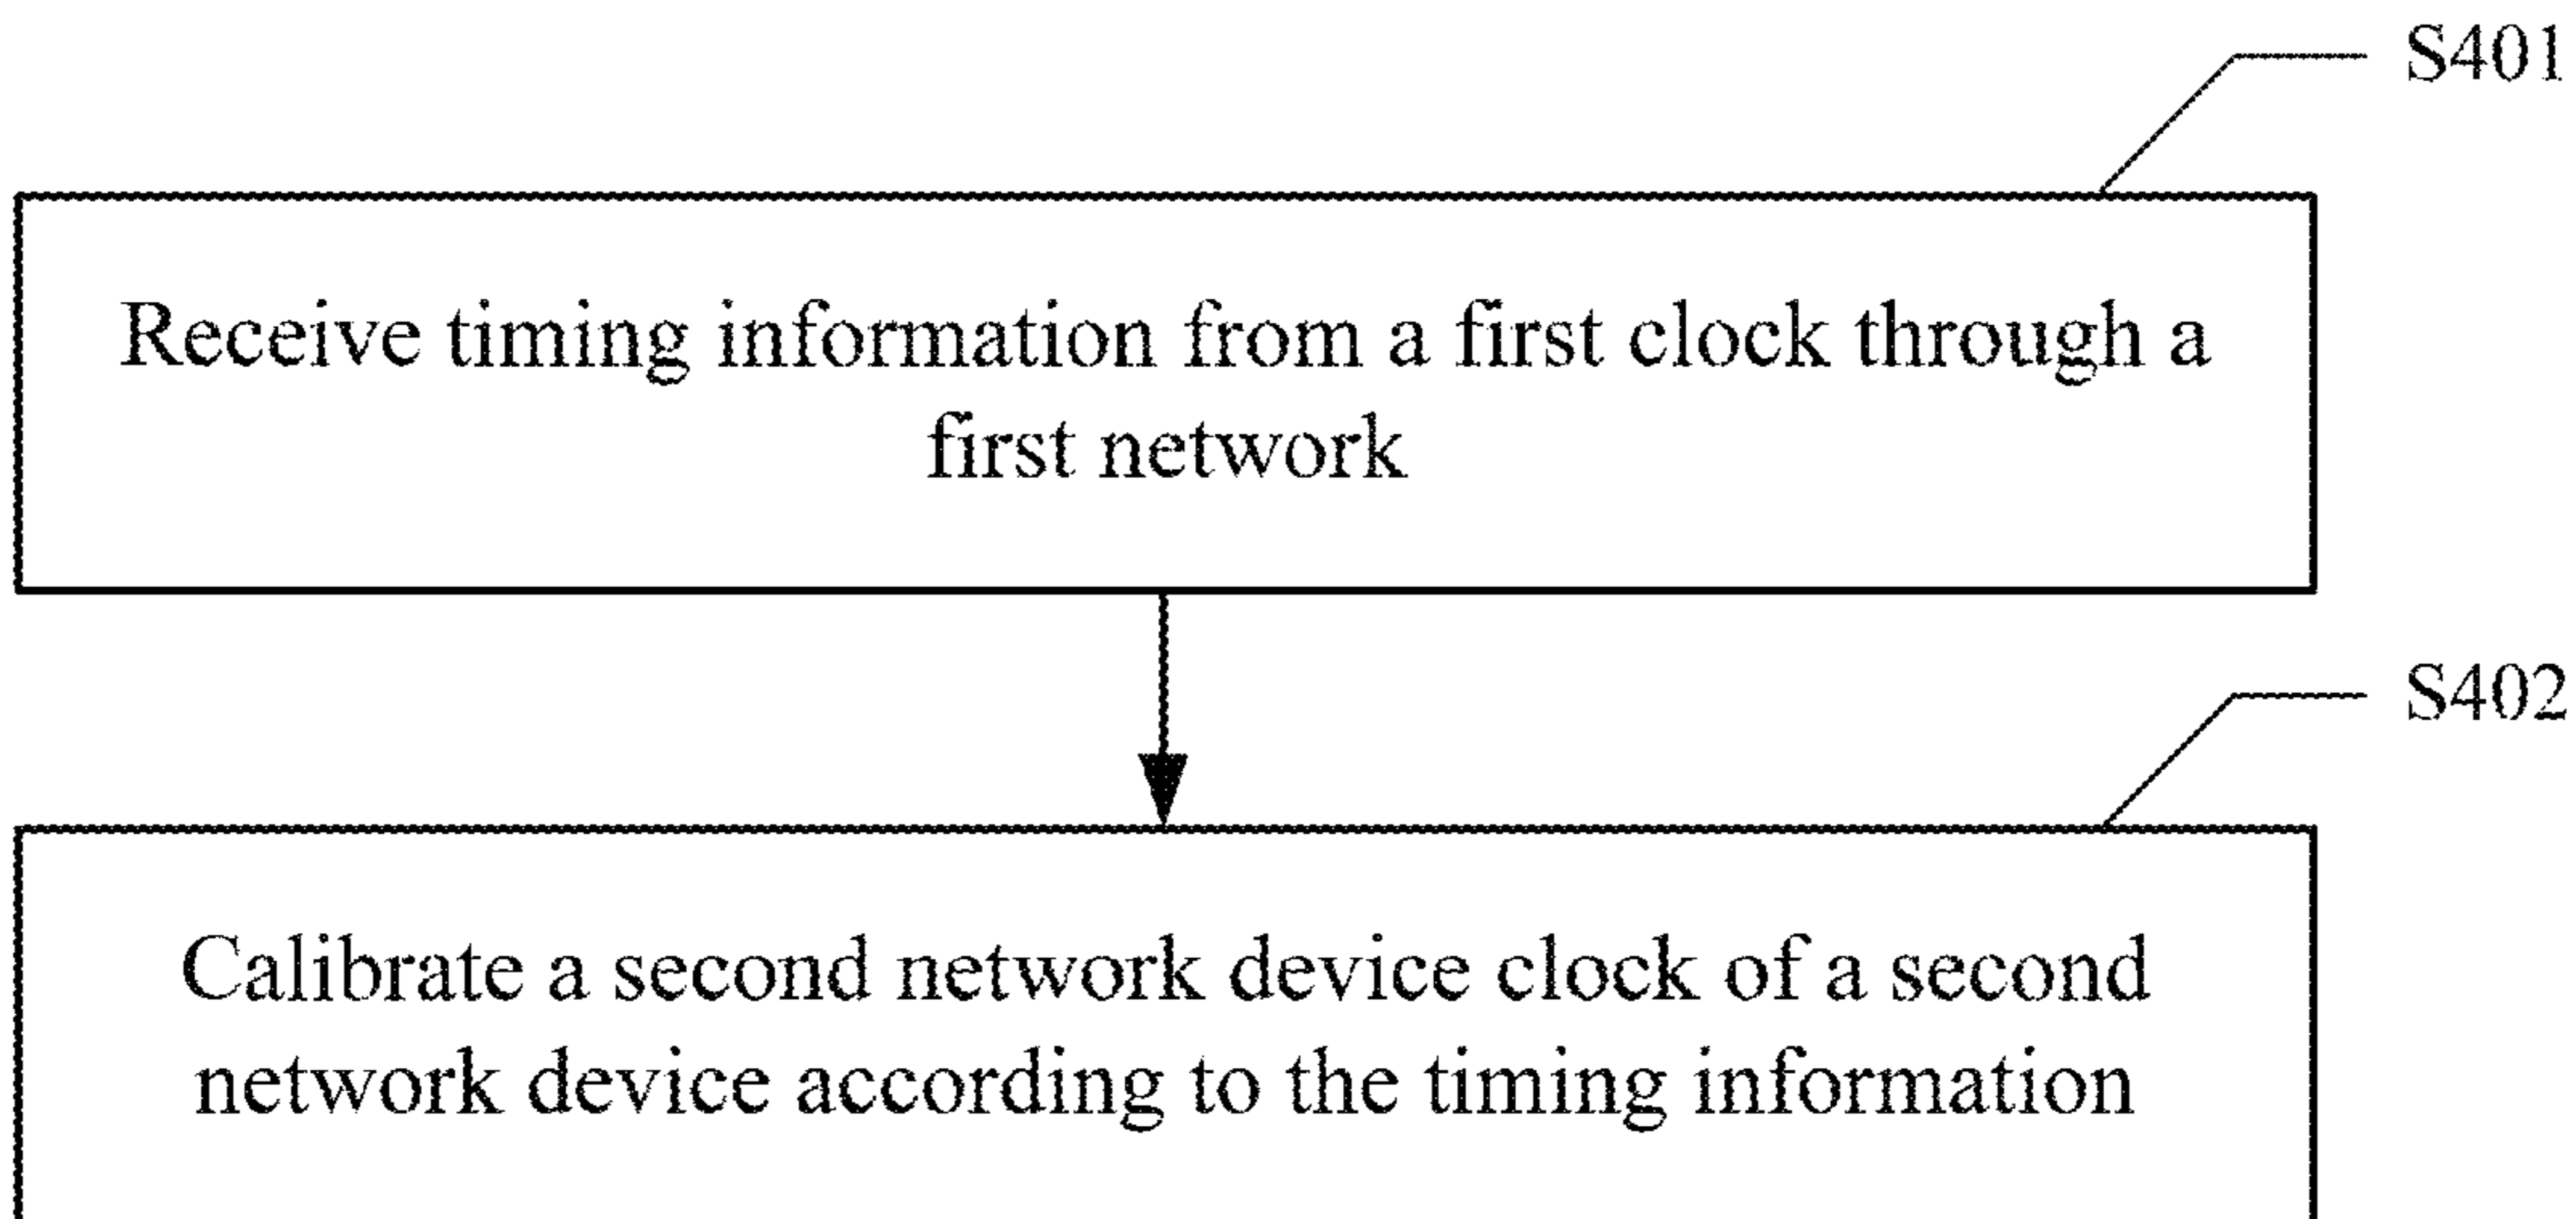 S401
Receive timing information from a first clock through a
first network
S402
Calibrate a second network device clock of a second
network device according to the timing information